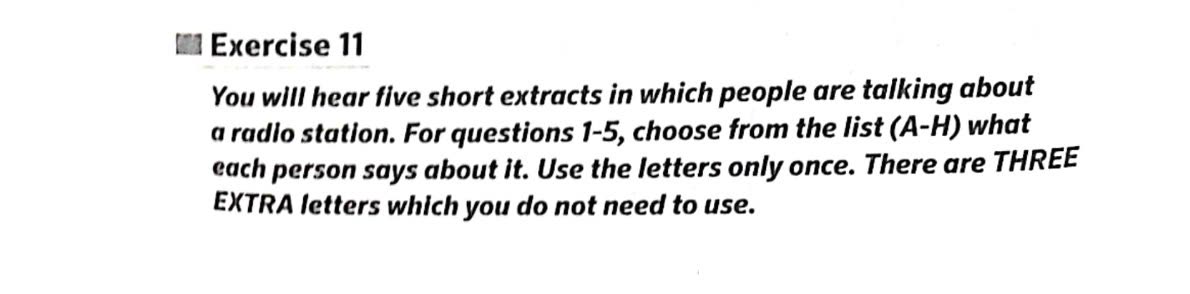 Exercise 11
You will hear five short extracts in which people are talking about
a radio station. For questions 1-5, choose from the list (A-H) what
each person says about it. Use the letters only once. There are THREE
EXTRA letters which you do not need to use.